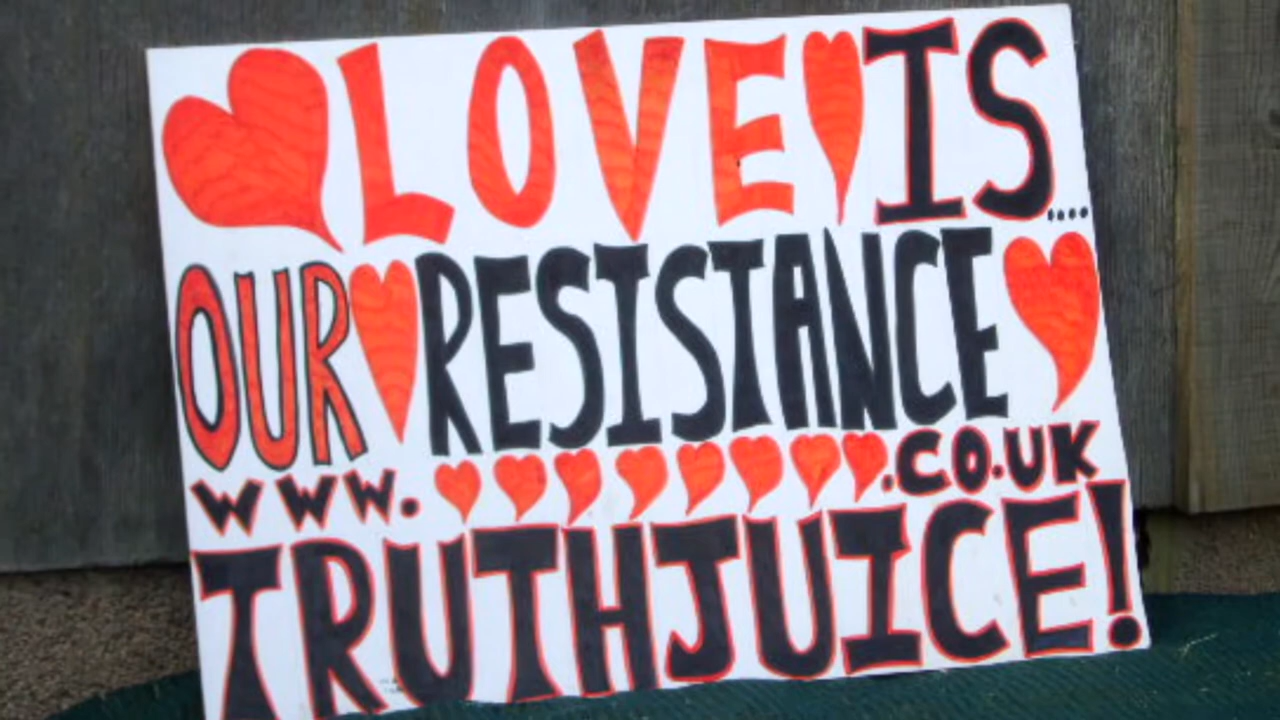 LOVE IS....
OUR RESISTANCE
WWW. .CO.UK
TRUTHJUICE!